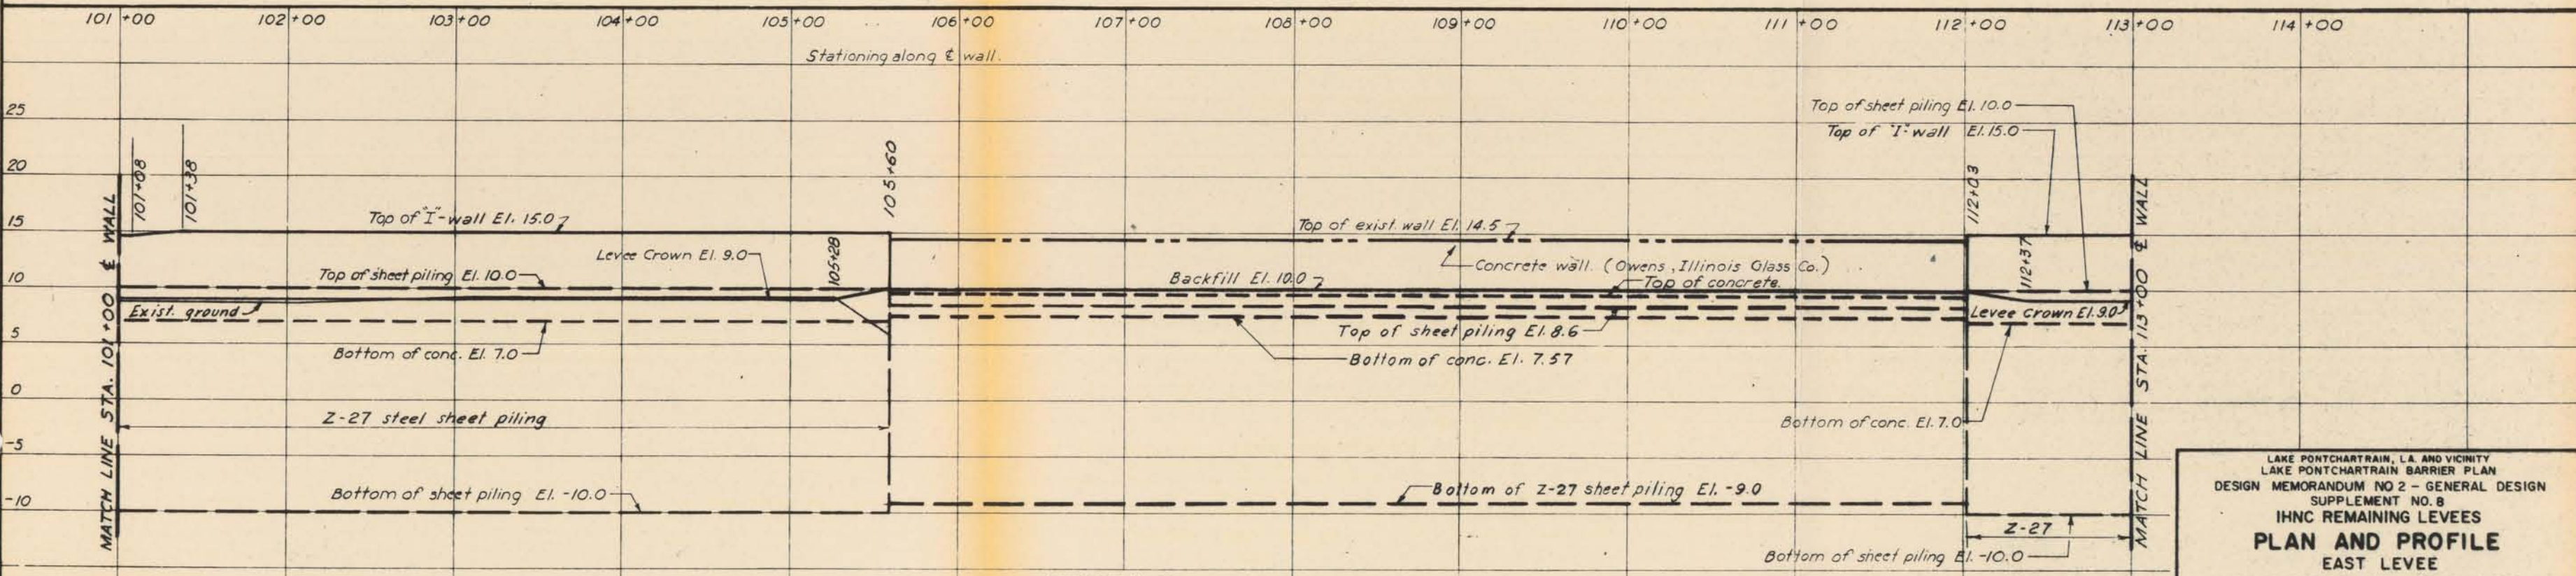 101+00 102+00 103+00 104+00 105+00 106+00 107+00 108+00 109+00 110+00 111+00 112+00 113+00 114+00
Stationing along ℄ wall.
25
20
15
10
5
0
-5
-10
MATCH LINE STA. 101+00 ℄ WALL
101+08
101+38
Top of "I"-wall El. 15.0
Levee Crown El. 9.0
Top of sheet piling El. 10.0
Exist. ground
Bottom of conc. El. 7.0
Z-27 steel sheet piling
Bottom of sheet piling El. -10.0
105+28
105+60
Top of exist. wall El. 14.5
Concrete wall. (Owens, Illinois Glass Co.)
Backfill El. 10.0
Top of concrete.
Top of sheet piling El. 8.6
Bottom of conc. El. 7.57
Bottom of Z-27 sheet piling El. -9.0
Top of sheet piling El. 10.0
Top of "I"-wall El. 15.0
112+03
112+37
Levee Crown El. 9.0
Bottom of conc. El. 7.0
Z-27
Bottom of sheet piling El. -10.0
MATCH LINE STA. 113+00 ℄ WALL
LAKE PONTCHARTRAIN, LA. AND VICINITY
LAKE PONTCHARTRAIN BARRIER PLAN
DESIGN MEMORANDUM NO 2 - GENERAL DESIGN
SUPPLEMENT NO. 8
IHNC REMAINING LEVEES
PLAN AND PROFILE
EAST LEVEE